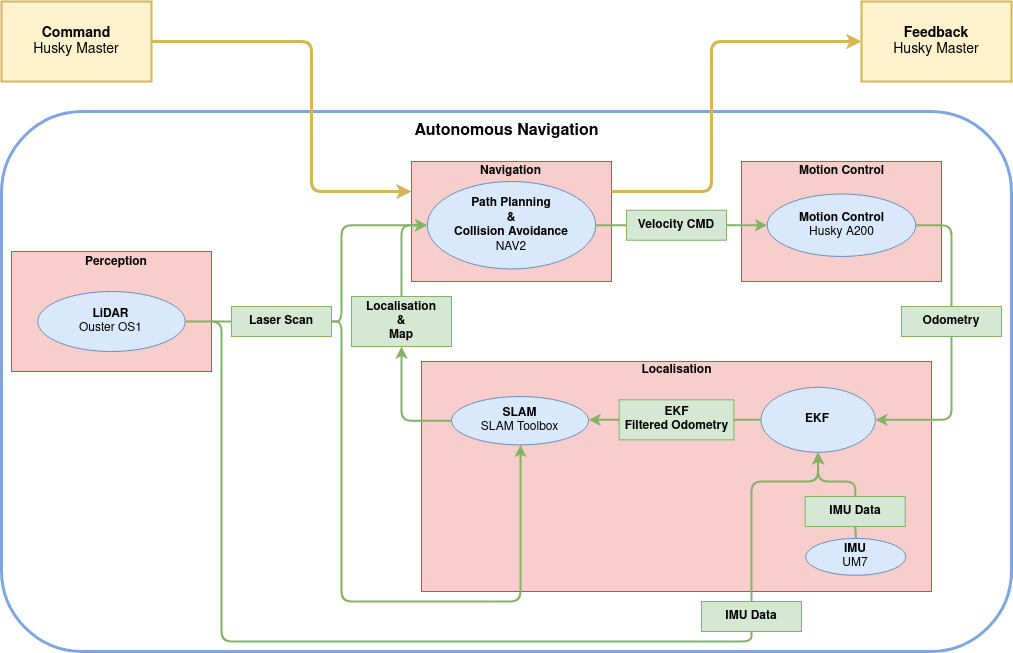 Command
Husky Master
Feedback
Husky Master
Autonomous Navigation
Navigation
Path Planning
&
Collision Avoidance
NAV2
Velocity CMD
Motion Control
Motion Control
Husky A200
Perception
LiDAR
Ouster OS1
Laser Scan
Localisation
&
Map
Odometry
Localisation
SLAM
SLAM Toolbox
EKF
Filtered Odometry
EKF
IMU Data
IMU
UM7
IMU Data